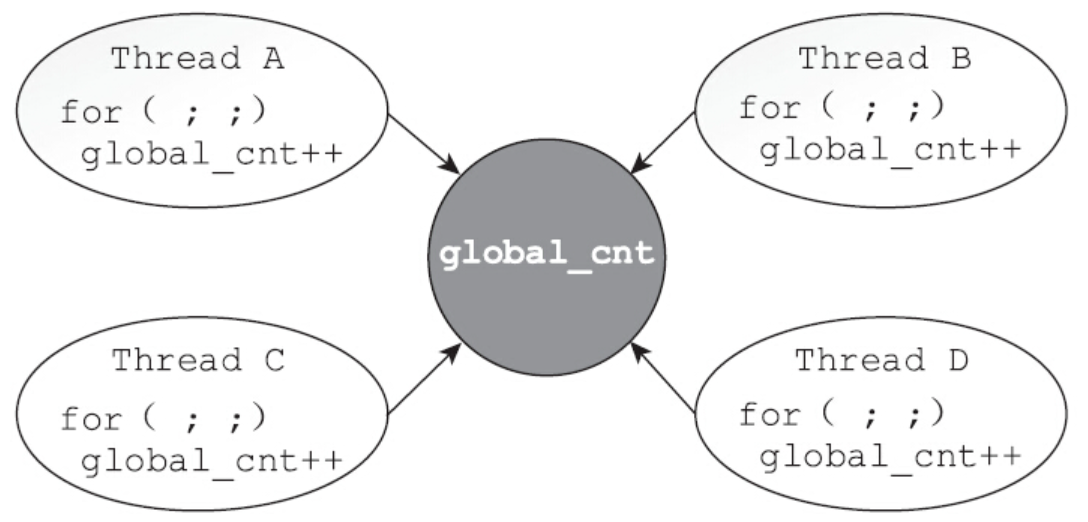 Thread A
for ( ; ;)
global_cnt++
Thread B
for ( ; ;)
global_cnt++
global_cnt
Thread C
for ( ; ;)
global_cnt++
Thread D
for ( ; ;)
global_cnt++